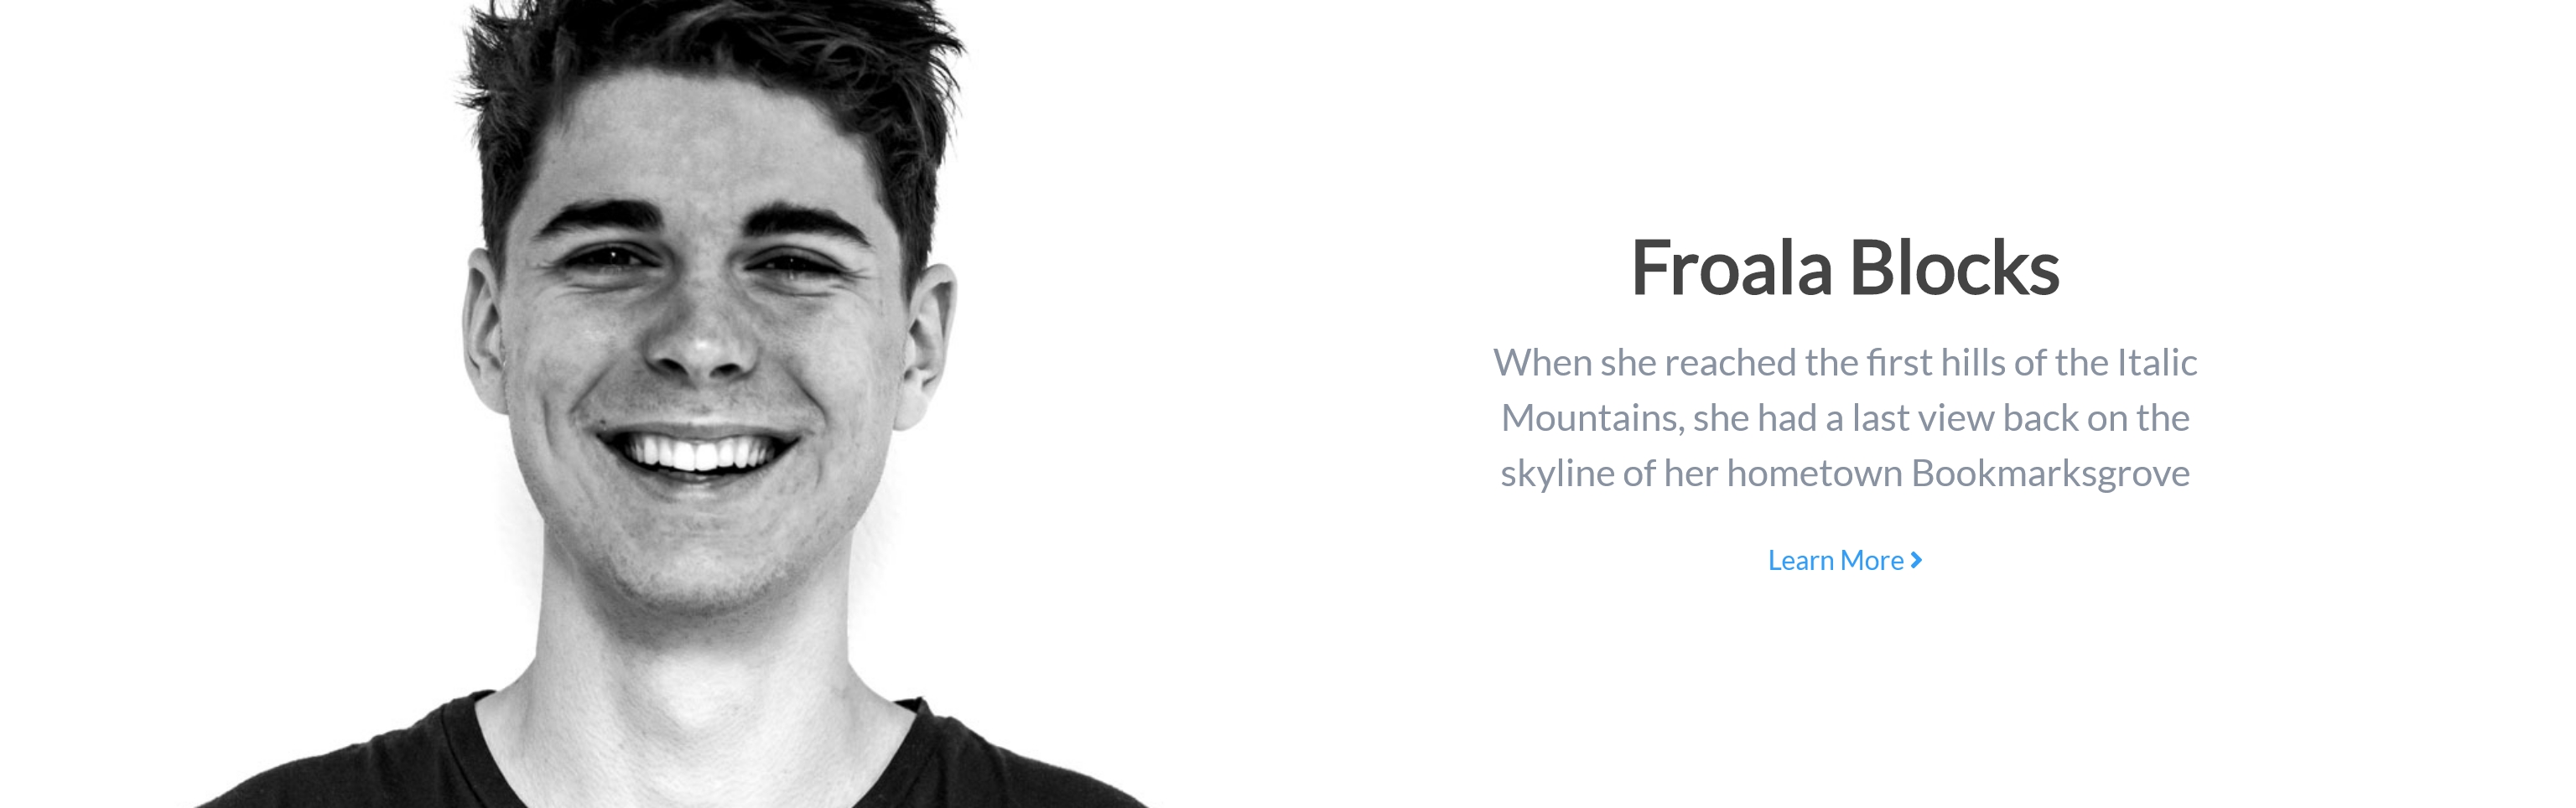 Froala Blocks
When she reached the first hills of the Italic
Mountains, she had a last view back on the
skyline of her hometown Bookmarksgrove
Learn More